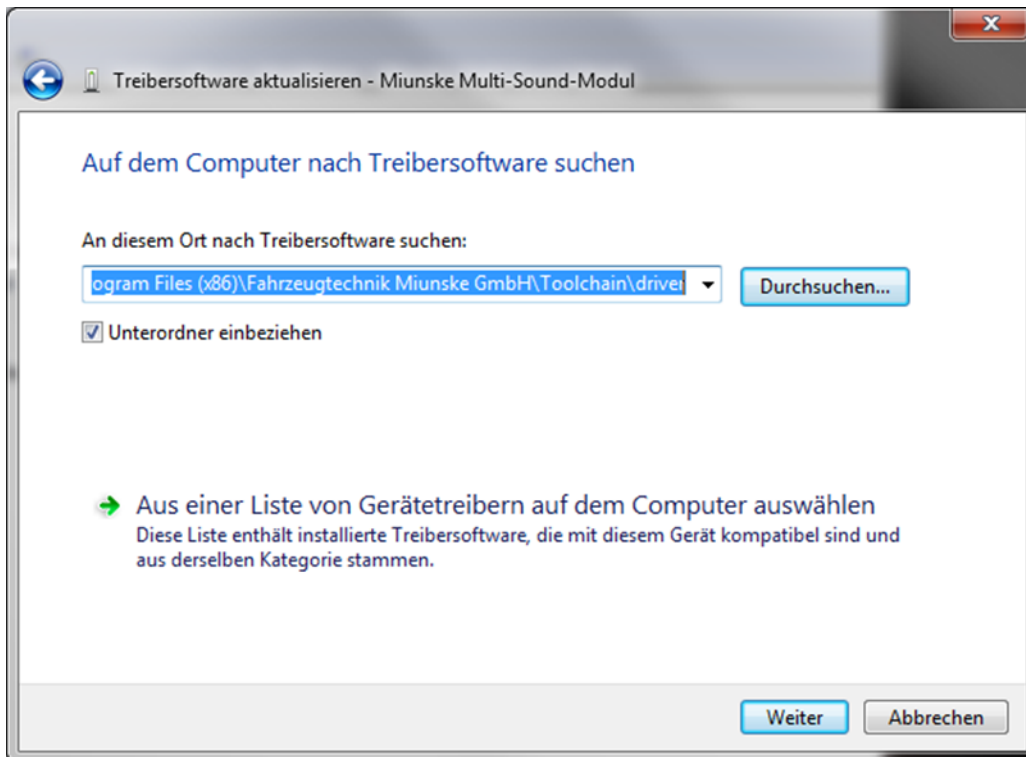 Treibersoftware aktualisieren - Miunske Multi-Sound-Modul
Auf dem Computer nach Treibersoftware suchen
An diesem Ort nach Treibersoftware suchen:
ogram Files (x86)\Fahrzeugtechnik Miunske GmbH\Toolchain\driver
Durchsuchen...
Unterordner einbeziehen
Aus einer Liste von Gerätetreibern auf dem Computer auswählen
Diese Liste enthält installierte Treibersoftware, die mit diesem Gerät kompatibel sind und
aus derselben Kategorie stammen.
Weiter
Abbrechen